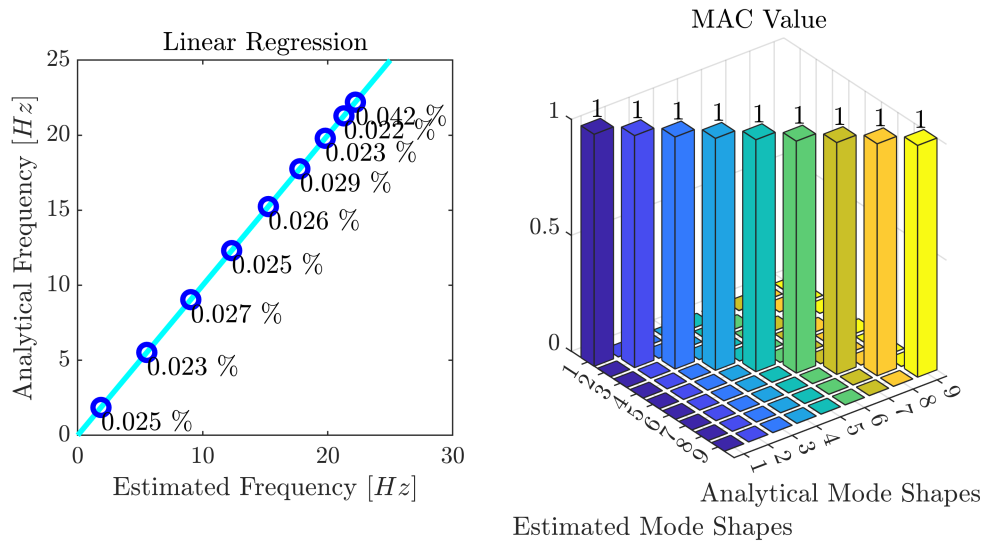 Linear Regression
25
20
15
10
5
0
0
10
20
30
Analytical Frequency [Hz]
Estimated Frequency [Hz]
0.042 %
0.022 %
0.023 %
0.029 %
0.026 %
0.025 %
0.027 %
0.023 %
0.025 %
MAC Value
1
0.5
0
1 1 1 1 1 1 1 1 1
1 2 3 4 5 6 7 8 9
1 2 3 4 5 6 7 8 9
Analytical Mode Shapes
Estimated Mode Shapes